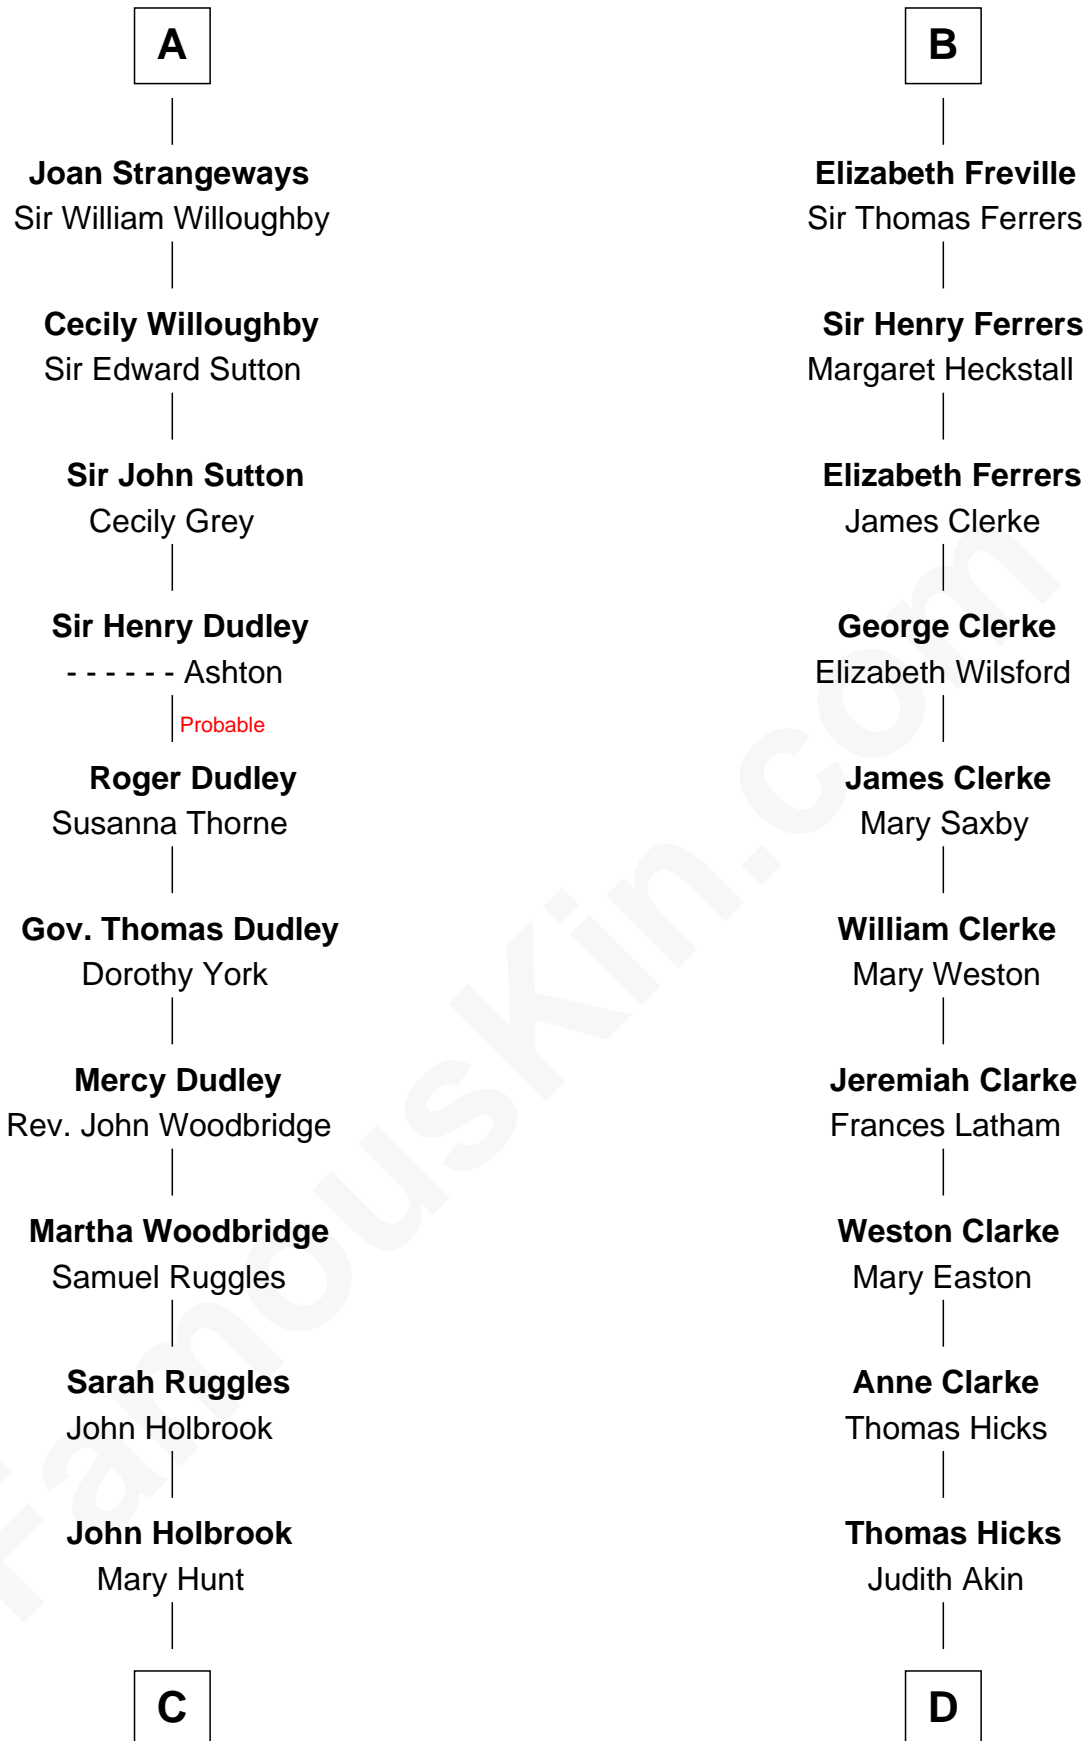 A
Joan Strangeways
Sir William Willoughby
Cecily Willoughby
Sir Edward Sutton
Sir John Sutton
Cecily Grey
Sir Henry Dudley
- - - - - - Ashton
Probable
Roger Dudley
Susanna Thorne
Gov. Thomas Dudley
Dorothy York
Mercy Dudley
Rev. John Woodbridge
Martha Woodbridge
Samuel Ruggles
Sarah Ruggles
John Holbrook
John Holbrook
Mary Hunt
C
B
Elizabeth Freville
Sir Thomas Ferrers
Sir Henry Ferrers
Margaret Heckstall
Elizabeth Ferrers
James Clerke
George Clerke
Elizabeth Wilsford
James Clerke
Mary Saxby
William Clerke
Mary Weston
Jeremiah Clarke
Frances Latham
Weston Clarke
Mary Easton
Anne Clarke
Thomas Hicks
Thomas Hicks
Judith Akin
D
FamousKin.com